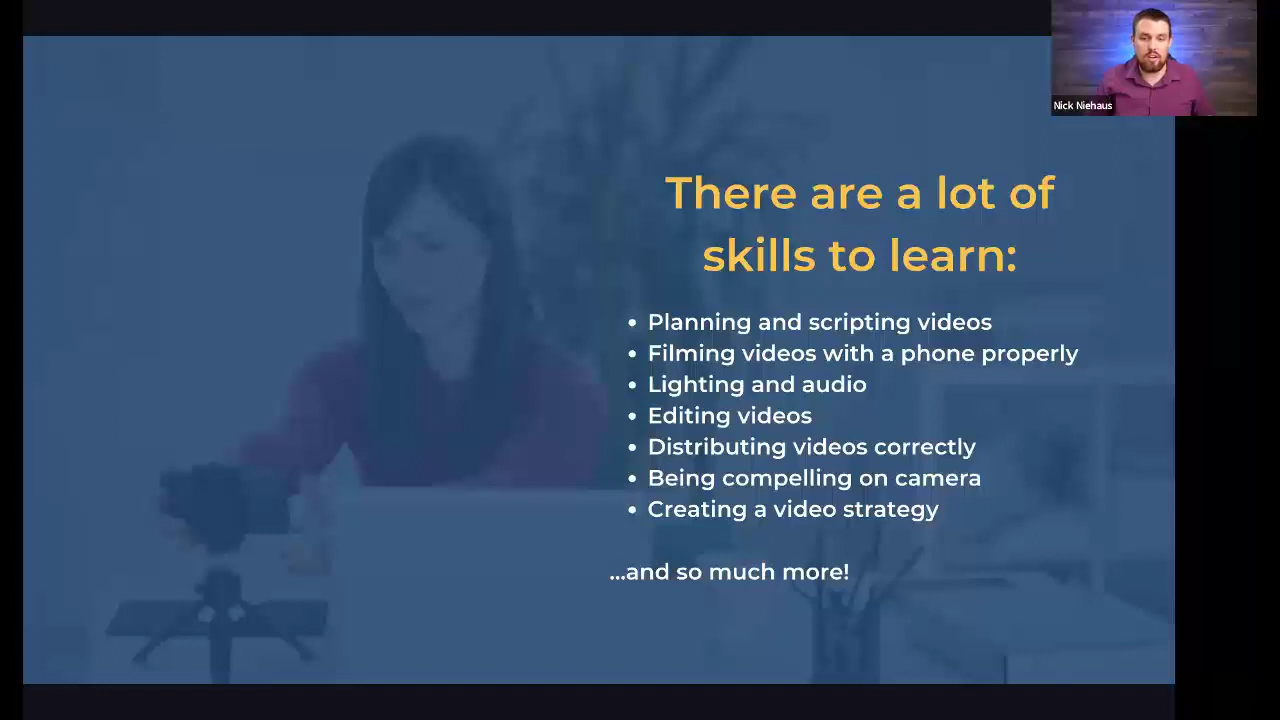 Nick Niehaus
There are a lot of
skills to learn:
• Planning and scripting videos
• Filming videos with a phone properly
• Lighting and audio
• Editing videos
• Distributing videos correctly
• Being compelling on camera
• Creating a video strategy
...and so much more!